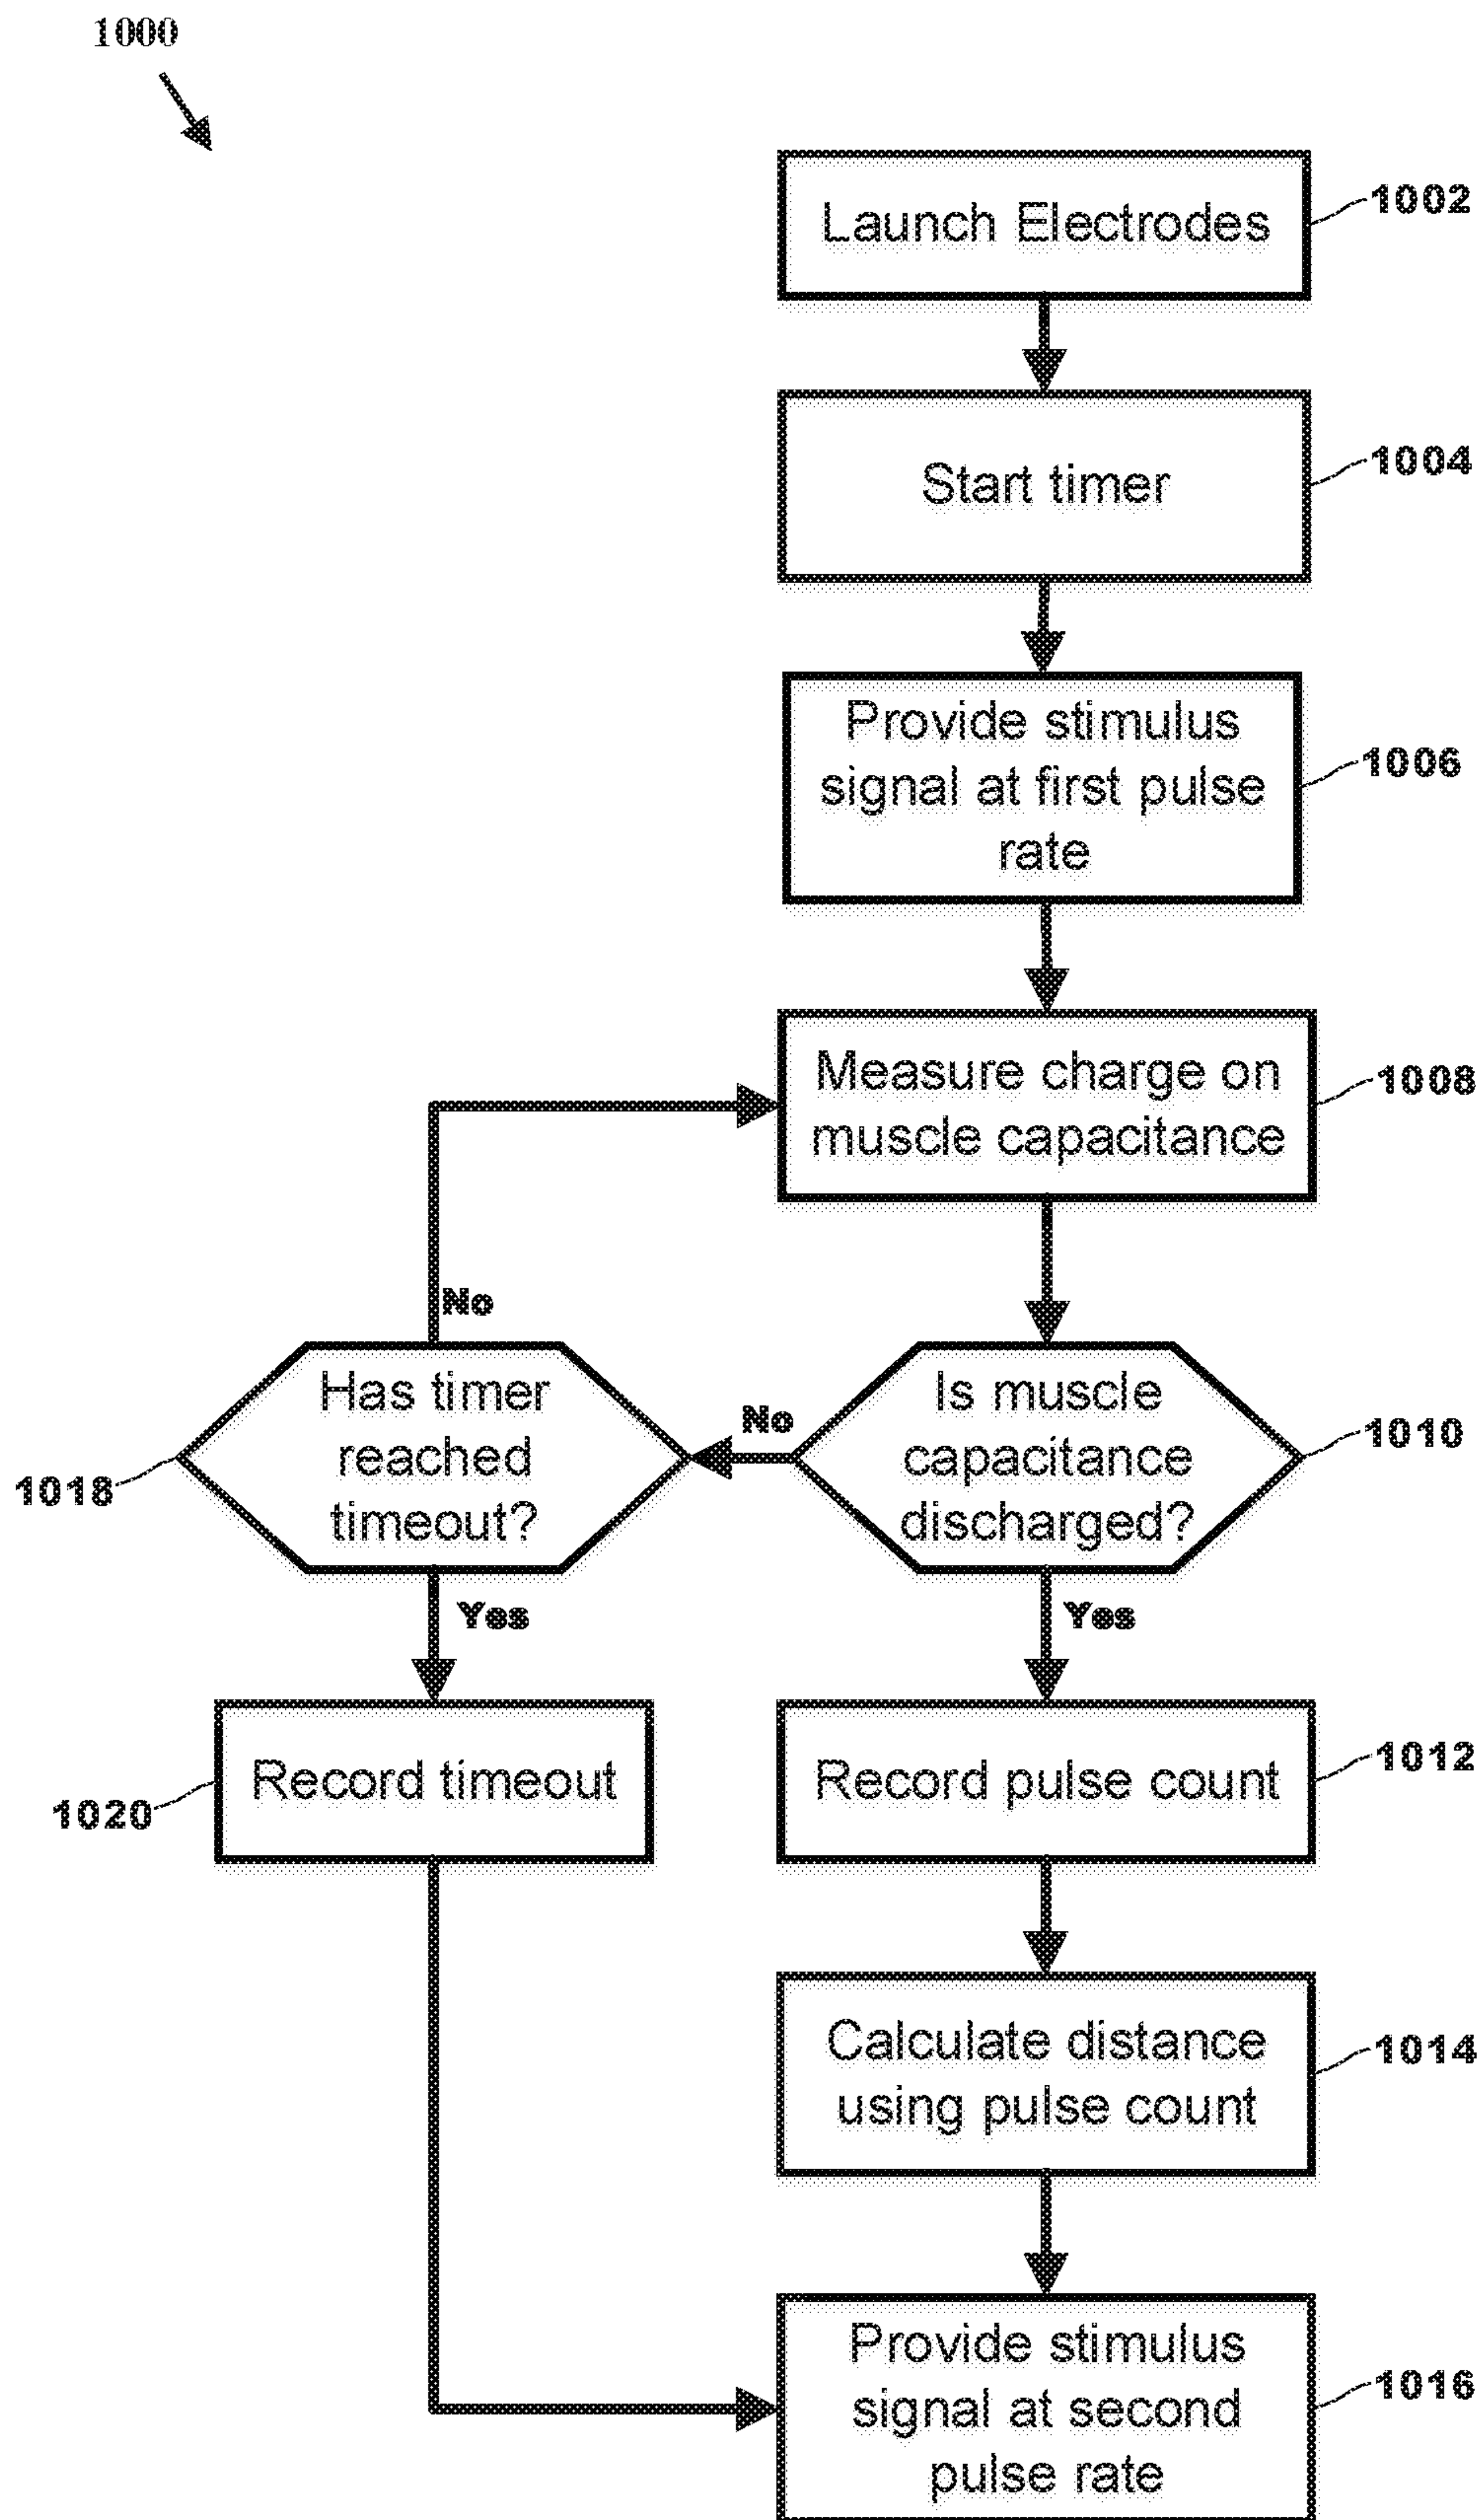 1000
Launch Electrodes
1002
Start timer
1004
Provide stimulus
signal at first pulse
rate
1006
Measure charge on
muscle capacitance
1008
No
Has timer
reached
timeout?
1018
No
Is muscle
capacitance
discharged?
1010
Yes
Yes
Record timeout
1020
Record pulse count
1012
Calculate distance
using pulse count
1014
Provide stimulus
signal at second
pulse rate
1016